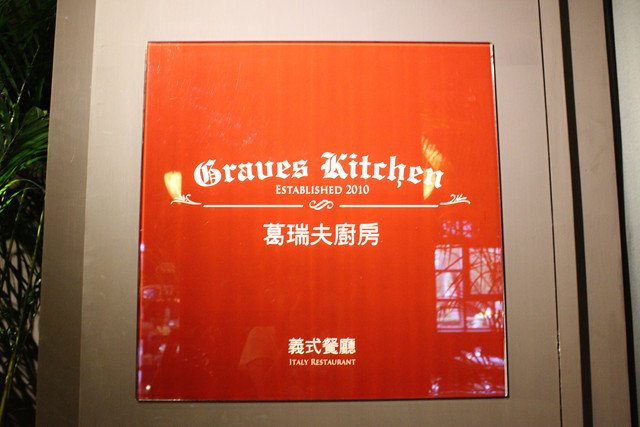 Graves Kitchen
ESTABLISHED 2010
葛瑞夫廚房
義式餐廳
ITALY RESTAURANT